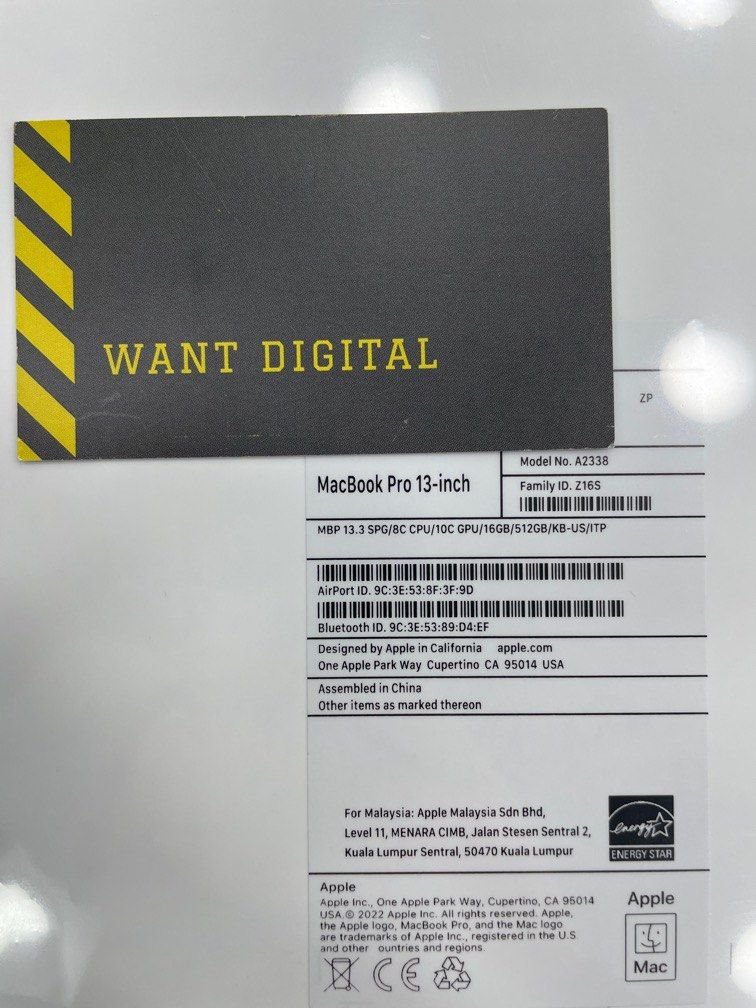 WANT DIGITAL
ZP
Model No. A2338
MacBook Pro 13-inch
Family ID. Z16S
MBP 13.3 SPG/8C CPU/10C GPU/16GB/512GB/KB-US/ITP
AirPort ID. 9C:3E:53:8F:3F:9D
Bluetooth ID. 9C:3E:53:89:D4:EF
Designed by Apple in California apple.com
One Apple Park Way Cupertino CA 95014 USA
Assembled in China
Other items as marked thereon
For Malaysia: Apple Malaysia Sdn Bhd,
Level 11, MENARA CIMB, Jalan Stesen Sentral 2,
Kuala Lumpur Sentral, 50470 Kuala Lumpur
energy
ENERGY STAR
Apple
Apple Inc., One Apple Park Way, Cupertino, CA 95014
USA.© 2022 Apple Inc. All rights reserved. Apple,
the Apple logo, MacBook Pro, and the Mac logo
are trademarks of Apple Inc., registered in the U.S.
and other countries and regions.
CE
Apple
Mac